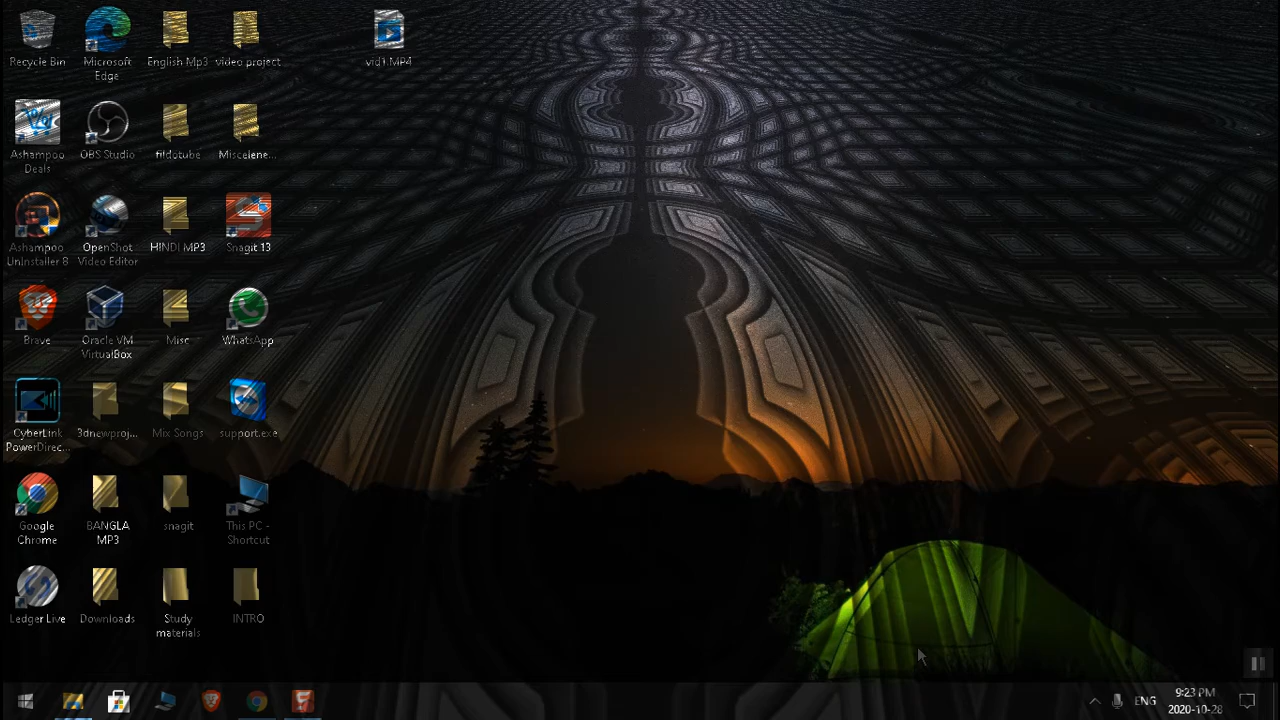 Recycle Bin
Microsoft
Edge
English Mp3
video project
vid1.MP4
Ashampoo
Deals
OBS Studio
fildotube
Miscelene...
Ashampoo
UnInstaller 8
OpenShot
Video Editor
HINDI MP3
Snagit 13
Brave
Oracle VM
VirtualBox
Misc
WhatsApp
CyberLink
PowerDirec...
3dnewproj...
Mix Songs
support.exe
Google
Chrome
BANGLA
MP3
snagit
This PC -
Shortcut
Ledger Live
Downloads
Study
materials
INTRO
ENG
9:23 PM
2020-10-28